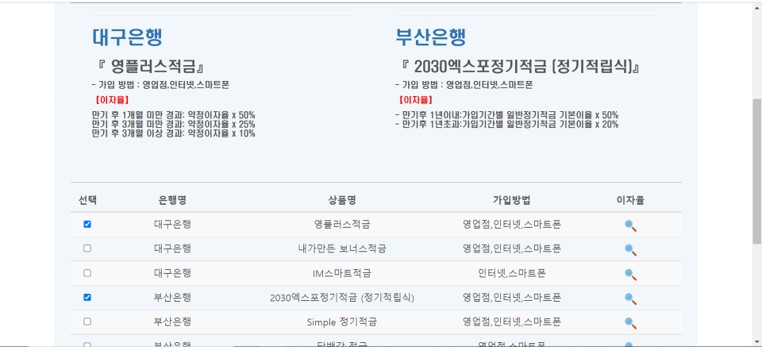 대구은행
『 영플러스적금』
- 가입 방법 : 영업점,인터넷,스마트폰
【이자율】
만기 후 1개월 미만 경과: 약정이자율 x 50%
만기 후 3개월 미만 경과: 약정이자율 x 25%
만기 후 3개월 이상 경과: 약정이자율 x 10%
부산은행
『 2030엑스포정기적금 (정기적립식)』
- 가입 방법 : 영업점,인터넷,스마트폰
【이자율】
- 만기후 1년이내:가입기간별 일반정기적금 기본이율 x 50%
- 만기후 1년초과:가입기간별 일반정기적금 기본이율 x 20%
선택 은행명 상품명 가입방법 이자율
대구은행 영플러스적금 영업점,인터넷,스마트폰
대구은행 내가만든 보너스적금 영업점,인터넷,스마트폰
대구은행 IM스마트적금 인터넷,스마트폰
부산은행 2030엑스포정기적금 (정기적립식) 영업점,인터넷,스마트폰
부산은행 Simple 정기적금 영업점,인터넷,스마트폰
부산은행 담뱃값 적금 영업점,스마트폰